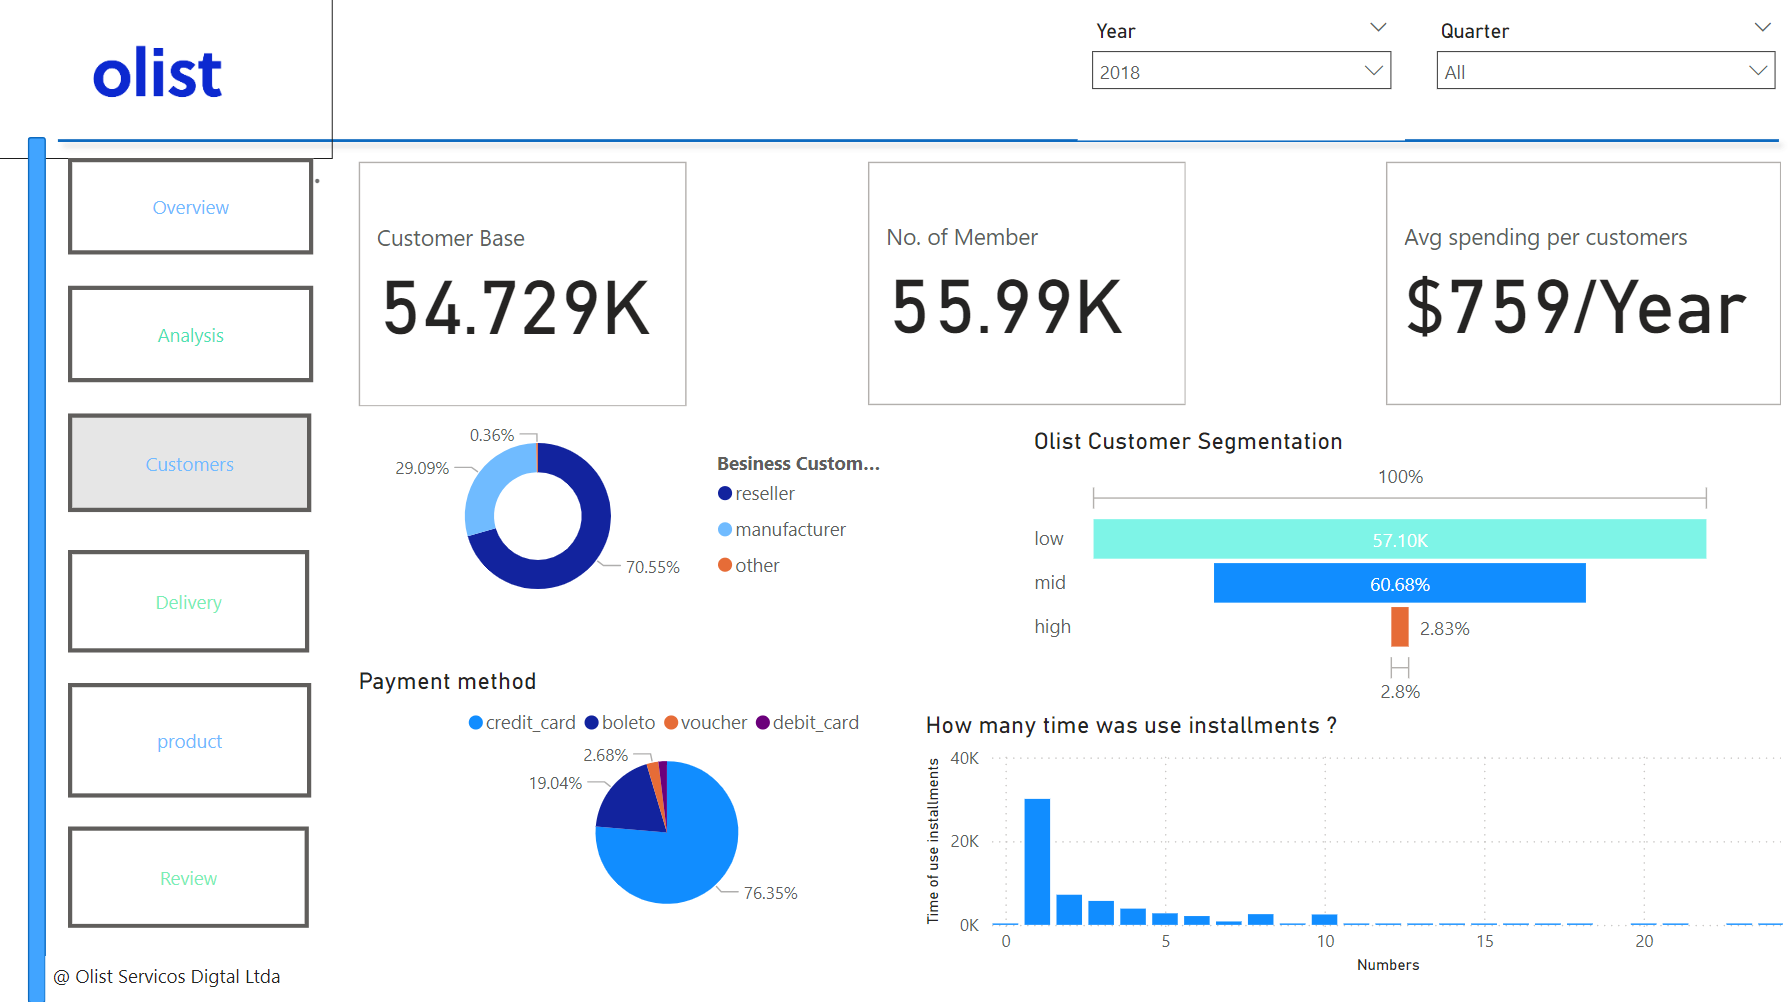 olist
Year
2018
Quarter
All
Overview
Analysis
Customers
Delivery
product
Review
@ Olist Servicos Digtal Ltda
Customer Base
54.729K
No. of Member
55.99K
Avg spending per customers
$759/Year
0.36%
29.09%
70.55%
Besiness Custom...
reseller
manufacturer
other
Olist Customer Segmentation
100%
low
57.10K
mid
60.68%
high
2.83%
2.8%
Payment method
credit_card boleto voucher debit_card
2.68%
19.04%
76.35%
How many time was use installments ?
Time of use installments
40K
20K
0K
0 5 10 15 20
Numbers